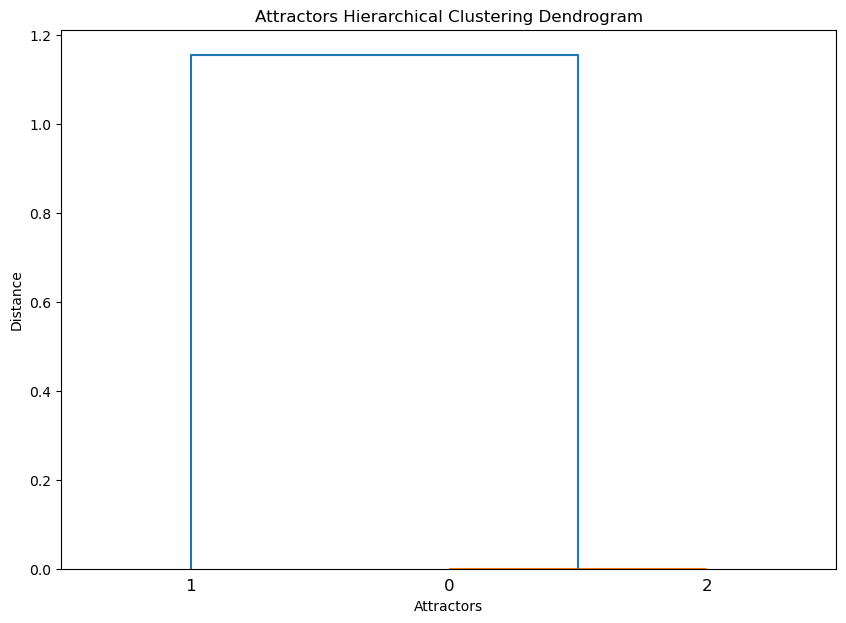 Attractors Hierarchical Clustering Dendrogram
1.2
1.0
0.8
0.6
0.4
0.2
0.0
Distance
1 0 2
Attractors